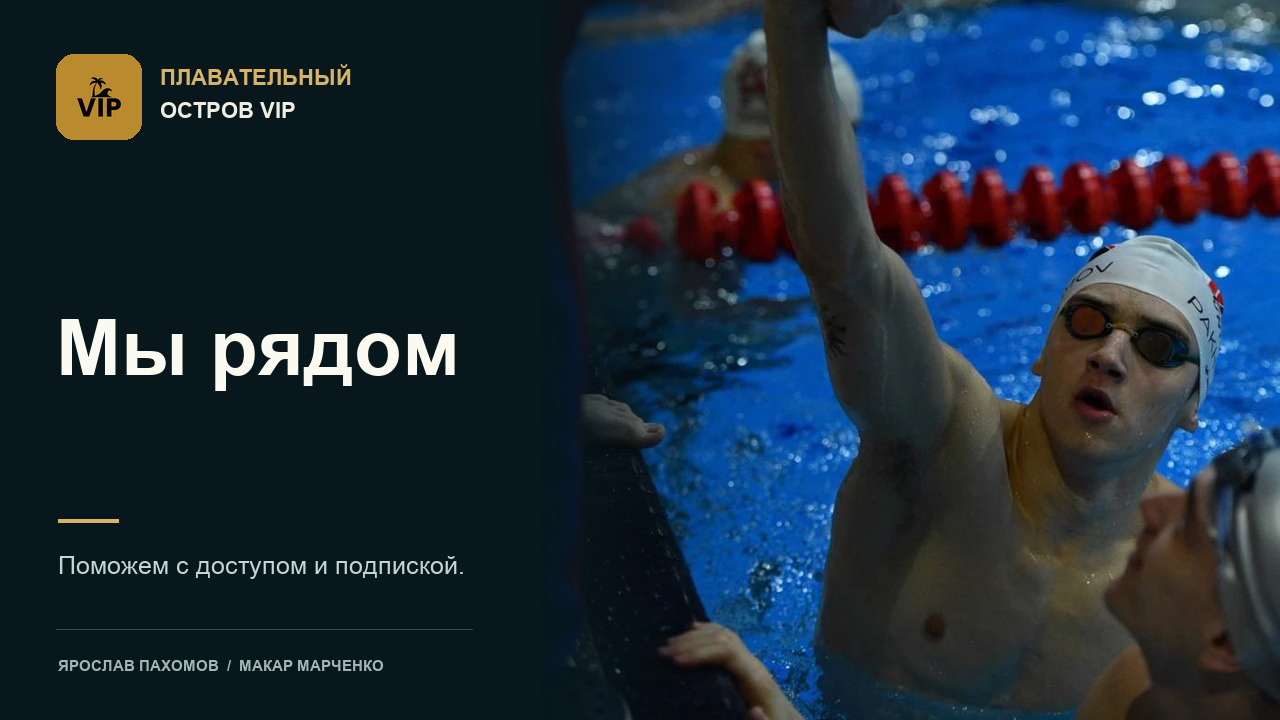 VIP
ПЛАВАТЕЛЬНЫЙ
ОСТРОВ VIP
Мы рядом
Поможем с доступом и подпиской.
ЯРОСЛАВ ПАХОМОВ / МАКАР МАРЧЕНКО